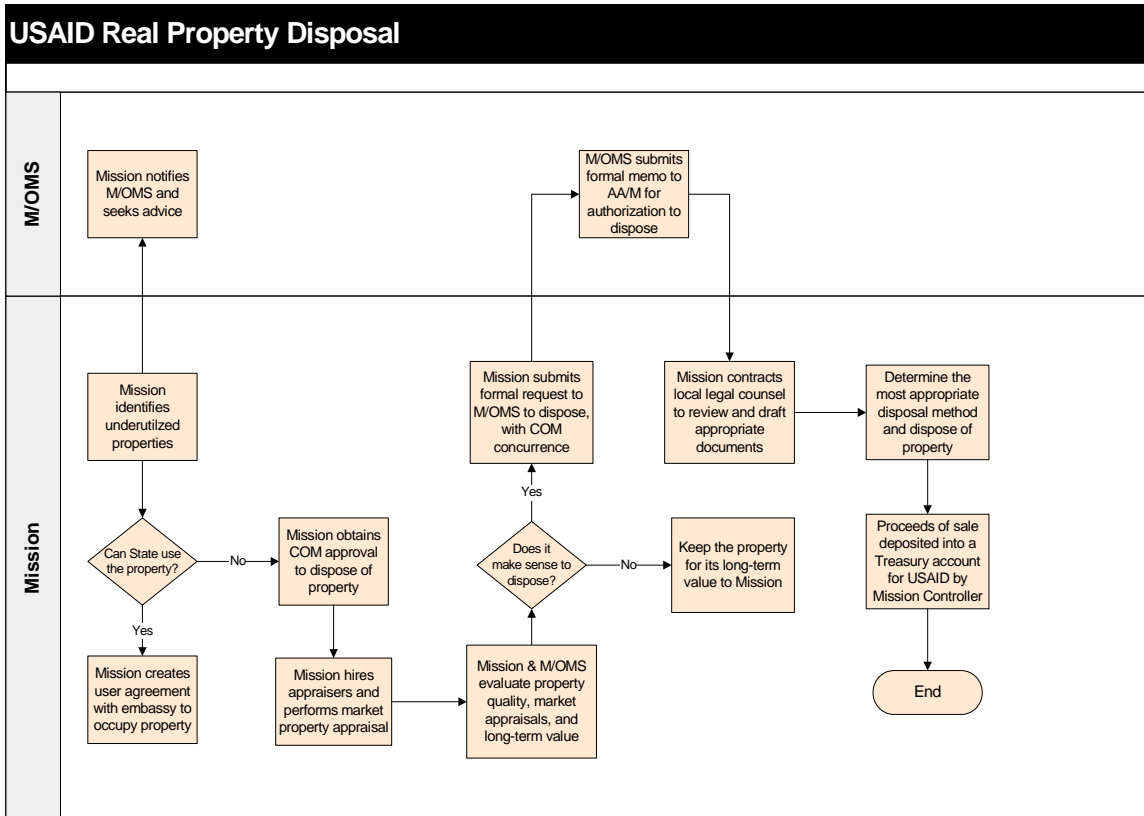 USAID Real Property Disposal
M/OMS
Mission notifies
M/OMS and
seeks advice
M/OMS submits
formal memo to
AA/M for
authorization to
dispose
Mission
Mission
identifies
underutilzed
properties
Mission submits
formal request to
M/OMS to dispose,
with COM
concurrence
Mission contracts
local legal counsel
to review and draft
appropriate
documents
Determine the
most appropriate
disposal method
and dispose of
property
Can State use
the property?
No
Yes
Mission obtains
COM approval
to dispose of
property
Does it
make sense to
dispose?
Yes
No
Keep the property
for its long-term
value to Mission
Proceeds of sale
deposited into a
Treasury account
for USAID by
Mission Controller
Mission creates
user agreement
with embassy to
occupy property
Mission hires
appraisers and
performs market
property appraisal
Mission & M/OMS
evaluate property
quality, market
appraisals, and
long-term value
End